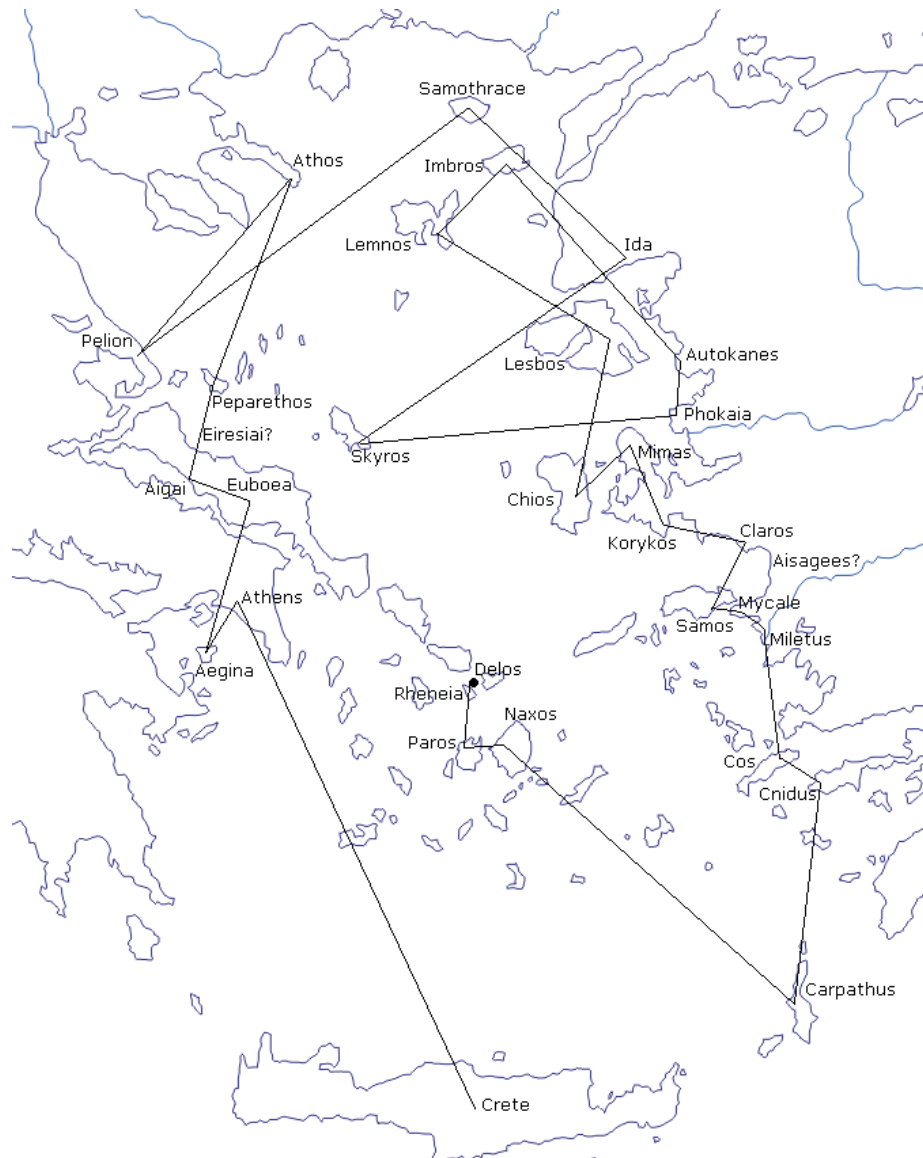 Samothrace
Athos
Imbros
Lemnos
Ida
Pelion
Lesbos
Autokanes
Peparethos
Phokaia
Eiresiai?
Skyros
Mimas
Aigai
Euboea
Chios
Korykos
Claros
Aisagees?
Athens
Mycale
Samos
Miletus
Aegina
Delos
Rheneia
Naxos
Paros
Cos
Cnidus
Carpathus
Crete